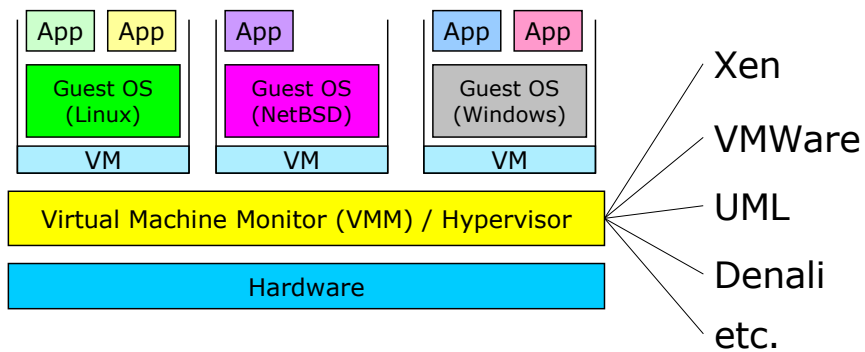 App
App
App
App
App
Guest OS
(Linux)
Guest OS
(NetBSD)
Guest OS
(Windows)
VM
VM
VM
Virtual Machine Monitor (VMM) / Hypervisor
Hardware
Xen
VMWare
UML
Denali
etc.